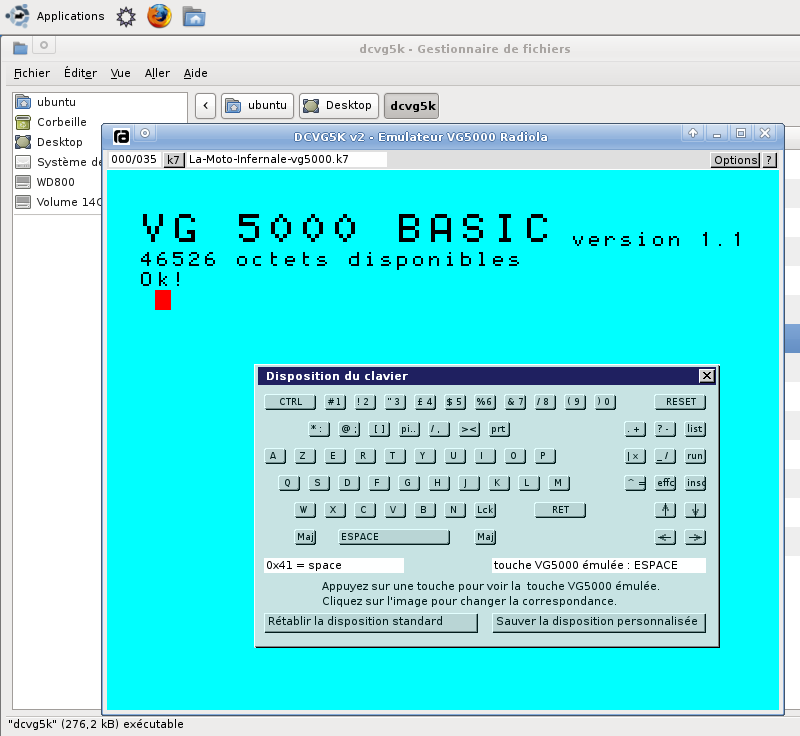 Applications
dcvg5k - Gestionnaire de fichiers
Fichier Éditer Vue Aller Aide
ubuntu
Corbeille
Desktop
Système de
WD800
Volume 14
ubuntu Desktop dcvg5k
DCVG5K v2 - Emulateur VG5000 Radiola
000/035 k7 La-Moto-Infernale-vg5000.k7 Options ?
VG 5000 BASIC version 1.1
46526 octets disponibles
Ok!
Disposition du clavier
CTRL #1 !2 "3 £4 $5 %6 &7 /8 (9 )0 RESET
*: @; [] pi.. /, >< prt .+ ?- list
A Z E R T Y U I O P |x _/ run
Q S D F G H J K L M ^= effc insc
W X C V B N Lck RET ↑ ↓
Maj ESPACE Maj ← →
0x41 = space touche VG5000 émulée : ESPACE
Appuyez sur une touche pour voir la touche VG5000 émulée.
Cliquez sur l'image pour changer la correspondance.
Rétablir la disposition standard Sauver la disposition personnalisée
"dcvg5k" (276,2 kB) exécutable